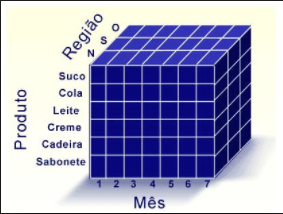 Região
N S O
Produto
Suco
Cola
Leite
Creme
Cadeira
Sabonete
1 2 3 4 5 6 7
Mês